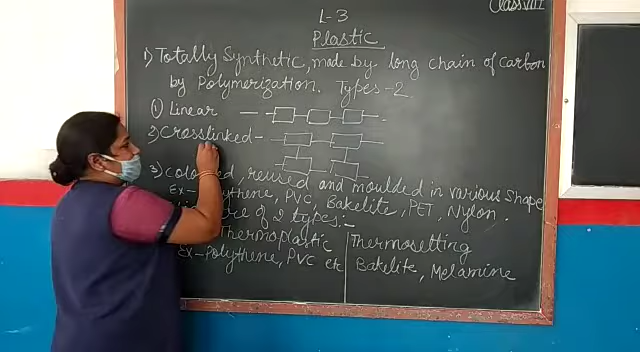 Class VIII
L-3
Plastic
1) Totally Synthetic, made by long chain of carbon
by Polymerization. Types-2
(1) Linear
2) Crosslinked-
3) Colored, reused and moulded in various shape
Ex- Polythene, PVC, Bakelite, PET, Nylon.
of 2 types:-
Thermoplastic Thermosetting
Ex-Polythene, PVC etc Bakelite, Melamine